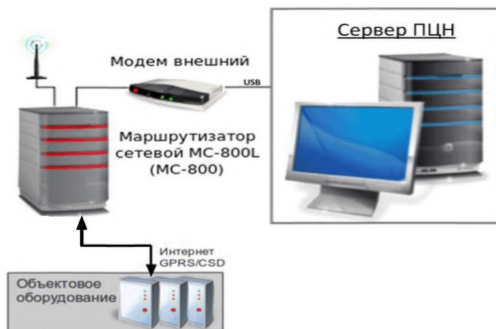 Сервер ПЦН
Модем внешний
USB
Маршрутизатор
сетевой МС-800L
(МС-800)
Интернет
GPRS/CSD
Объектовое
оборудование